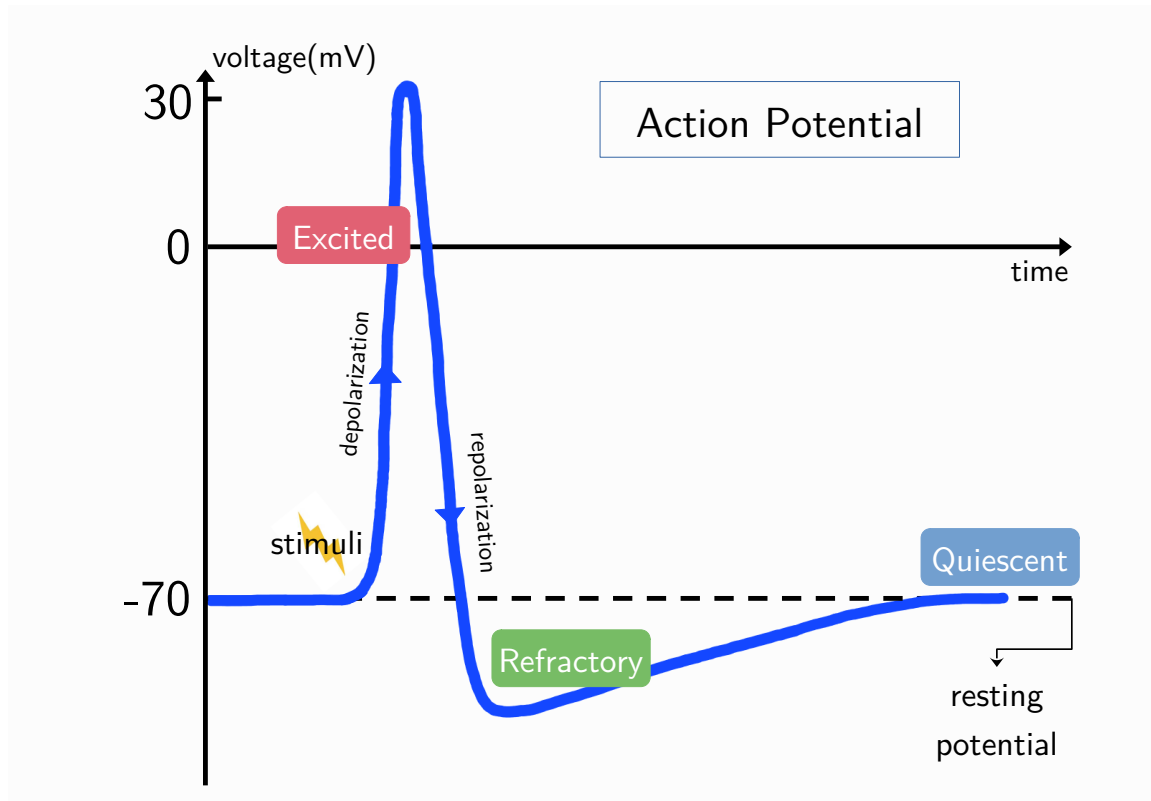 voltage(mV)
30
Action Potential
Excited
0
time
depolarization
repolarization
stimuli
Quiescent
-70
Refractory
resting
potential